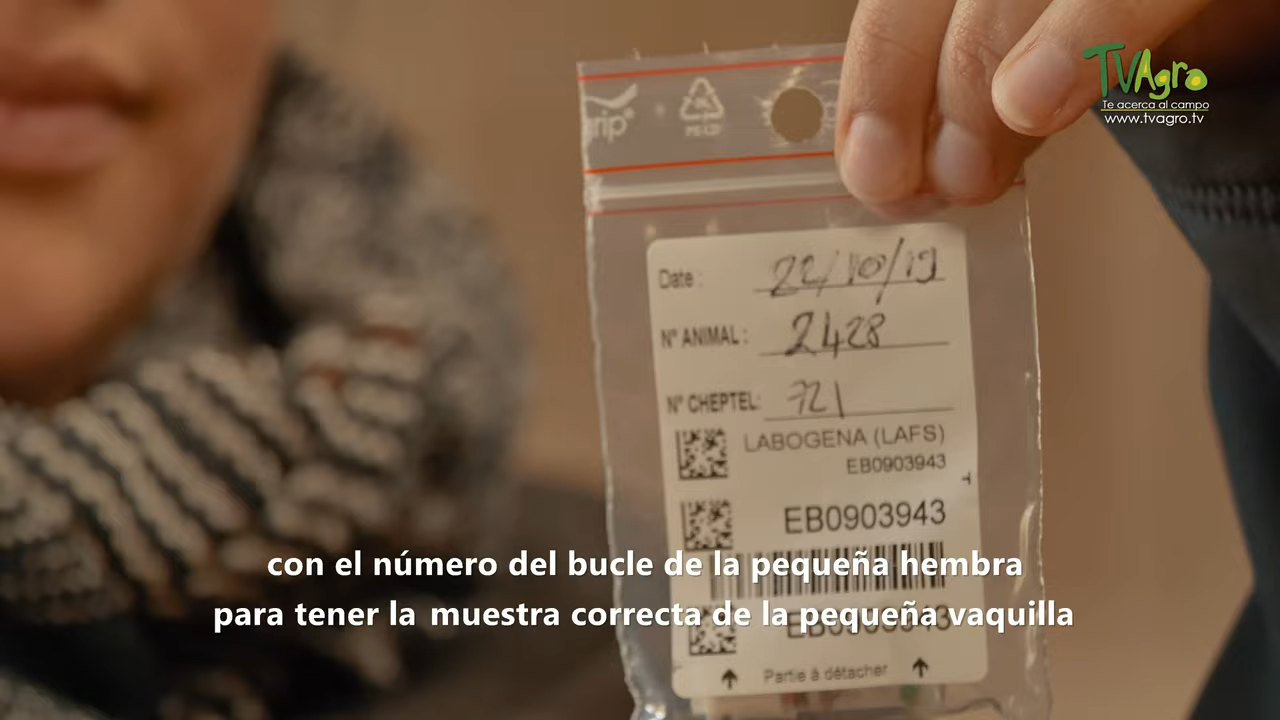 TVAgro
Te acerca al campo
www.tvagro.tv
grip®
Date : 22/10/19
N° ANIMAL : 2428
N° CHEPTEL: 721
LABOGENA (LAFS)
EB0903943
EB0903943
EB0903943
Partie à détacher
con el número del bucle de la pequeña hembra
para tener la muestra correcta de la pequeña vaquilla